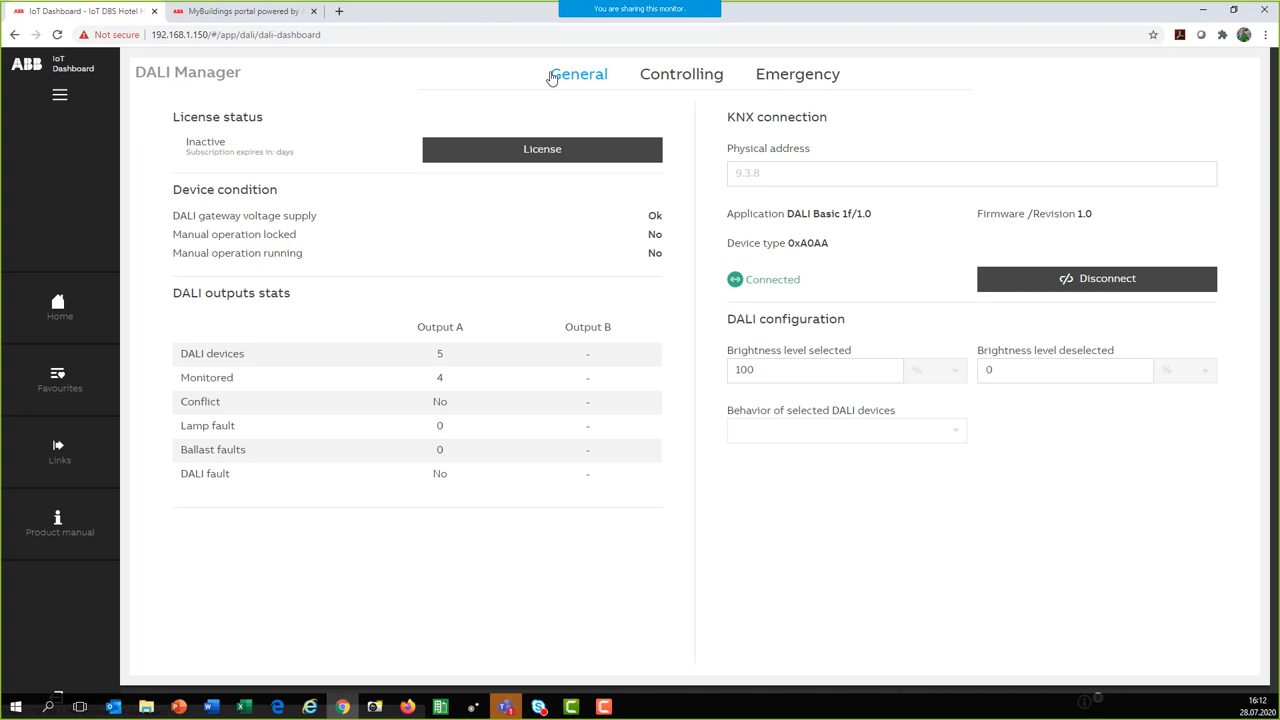 You are sharing this monitor.
IoT Dashboard - IoT DBS Hotel H
MyBuildings portal powered by A
Not secure
192.168.1.150/#/app/dali/dali-dashboard
ABB
IoT
Dashboard
Home
Favourites
Links
Product manual
DALI Manager
General
Controlling
Emergency
License status
Inactive
Subscription expires in: days
License
Device condition
DALI gateway voltage supply Ok
Manual operation locked No
Manual operation running No
DALI outputs stats
Output A Output B
DALI devices 5 -
Monitored 4 -
Conflict No -
Lamp fault 0 -
Ballast faults 0 -
DALI fault No -
KNX connection
Physical address
9.3.8
Application DALI Basic 1f/1.0 Firmware /Revision 1.0
Device type 0xA0AA
Connected
Disconnect
DALI configuration
Brightness level selected Brightness level deselected
100 % 0 %
Behavior of selected DALI devices
16:12
28.07.2020